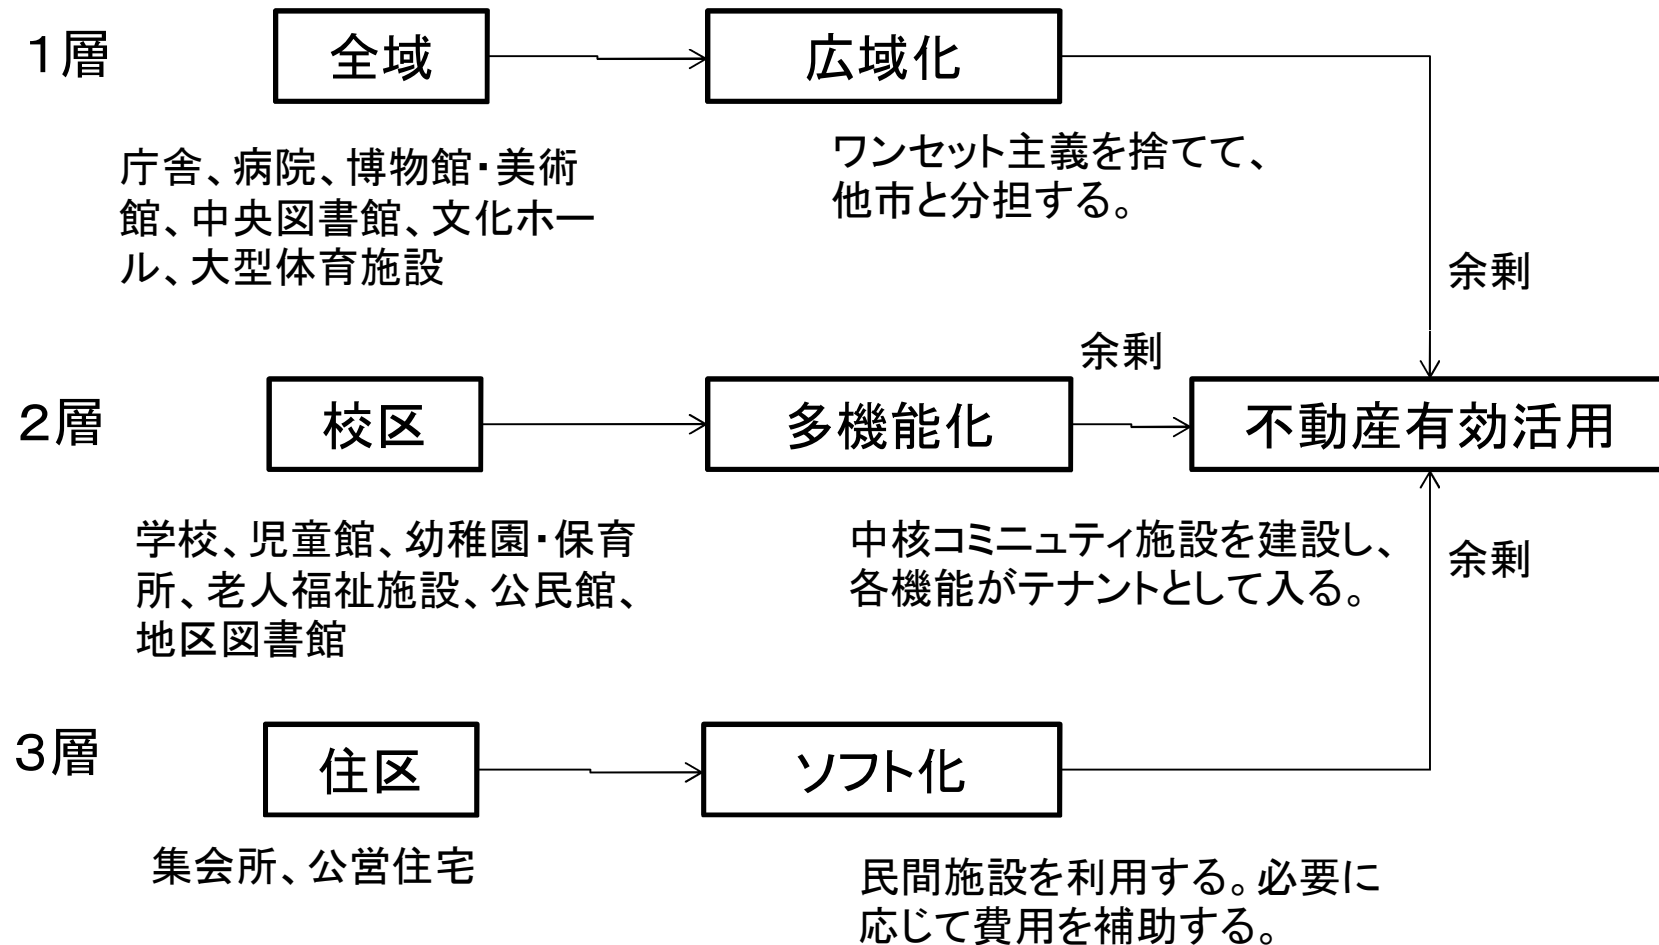 1層
全域
広域化
庁舎、病院、博物館・美術
館、中央図書館、文化ホー
ル、大型体育施設
ワンセット主義を捨てて、
他市と分担する。
余剰
余剰
2層
校区
多機能化
不動産有効活用
学校、児童館、幼稚園・保育
所、老人福祉施設、公民館、
地区図書館
中核コミニュティ施設を建設し、
各機能がテナントとして入る。
余剰
3層
住区
ソフト化
集会所、公営住宅
民間施設を利用する。必要に
応じて費用を補助する。